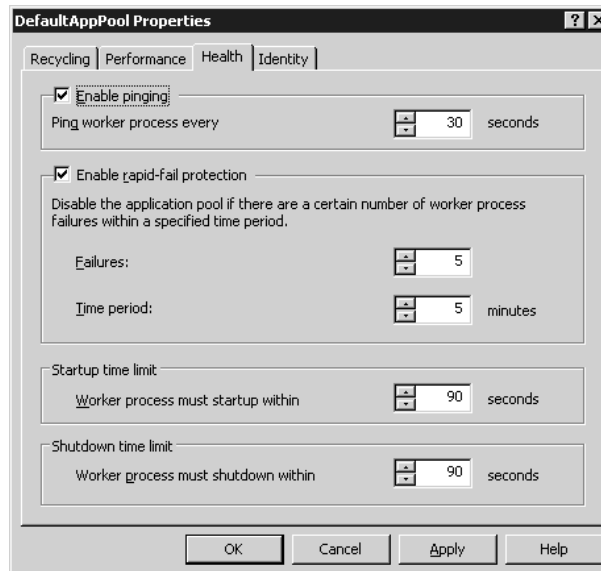 DefaultAppPool Properties
Recycling Performance Health Identity
Enable pinging
Ping worker process every 30 seconds
Enable rapid-fail protection
Disable the application pool if there are a certain number of worker process
failures within a specified time period.
Failures: 5
Time period: 5 minutes
Startup time limit
Worker process must startup within 90 seconds
Shutdown time limit
Worker process must shutdown within 90 seconds
OK Cancel Apply Help